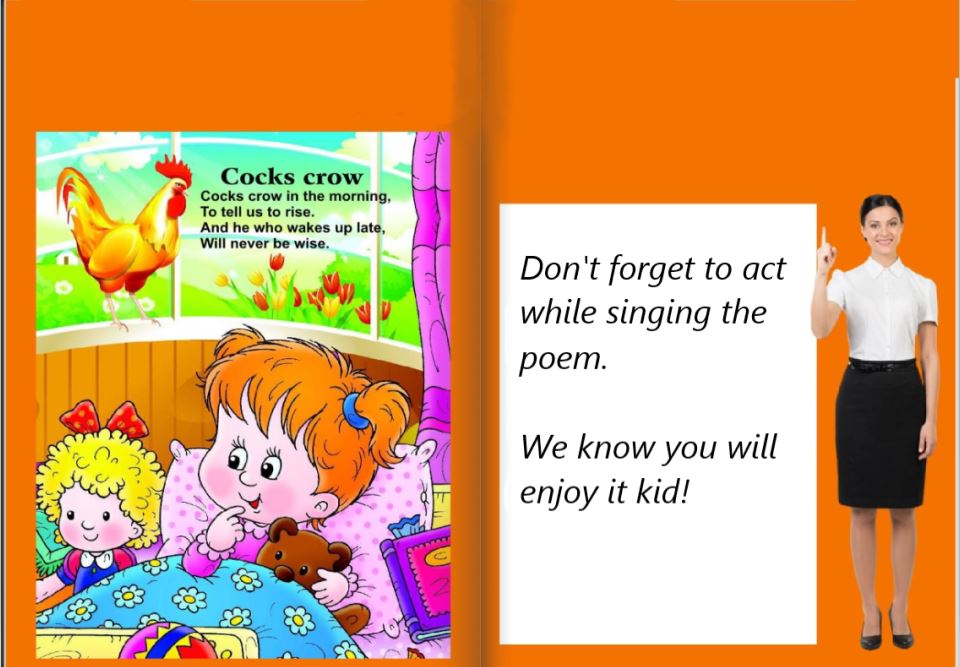 Cocks crow
Cocks crow in the morning,
To tell us to rise.
And he who wakes up late,
Will never be wise.
Don't forget to act
while singing the
poem.
We know you will
enjoy it kid!